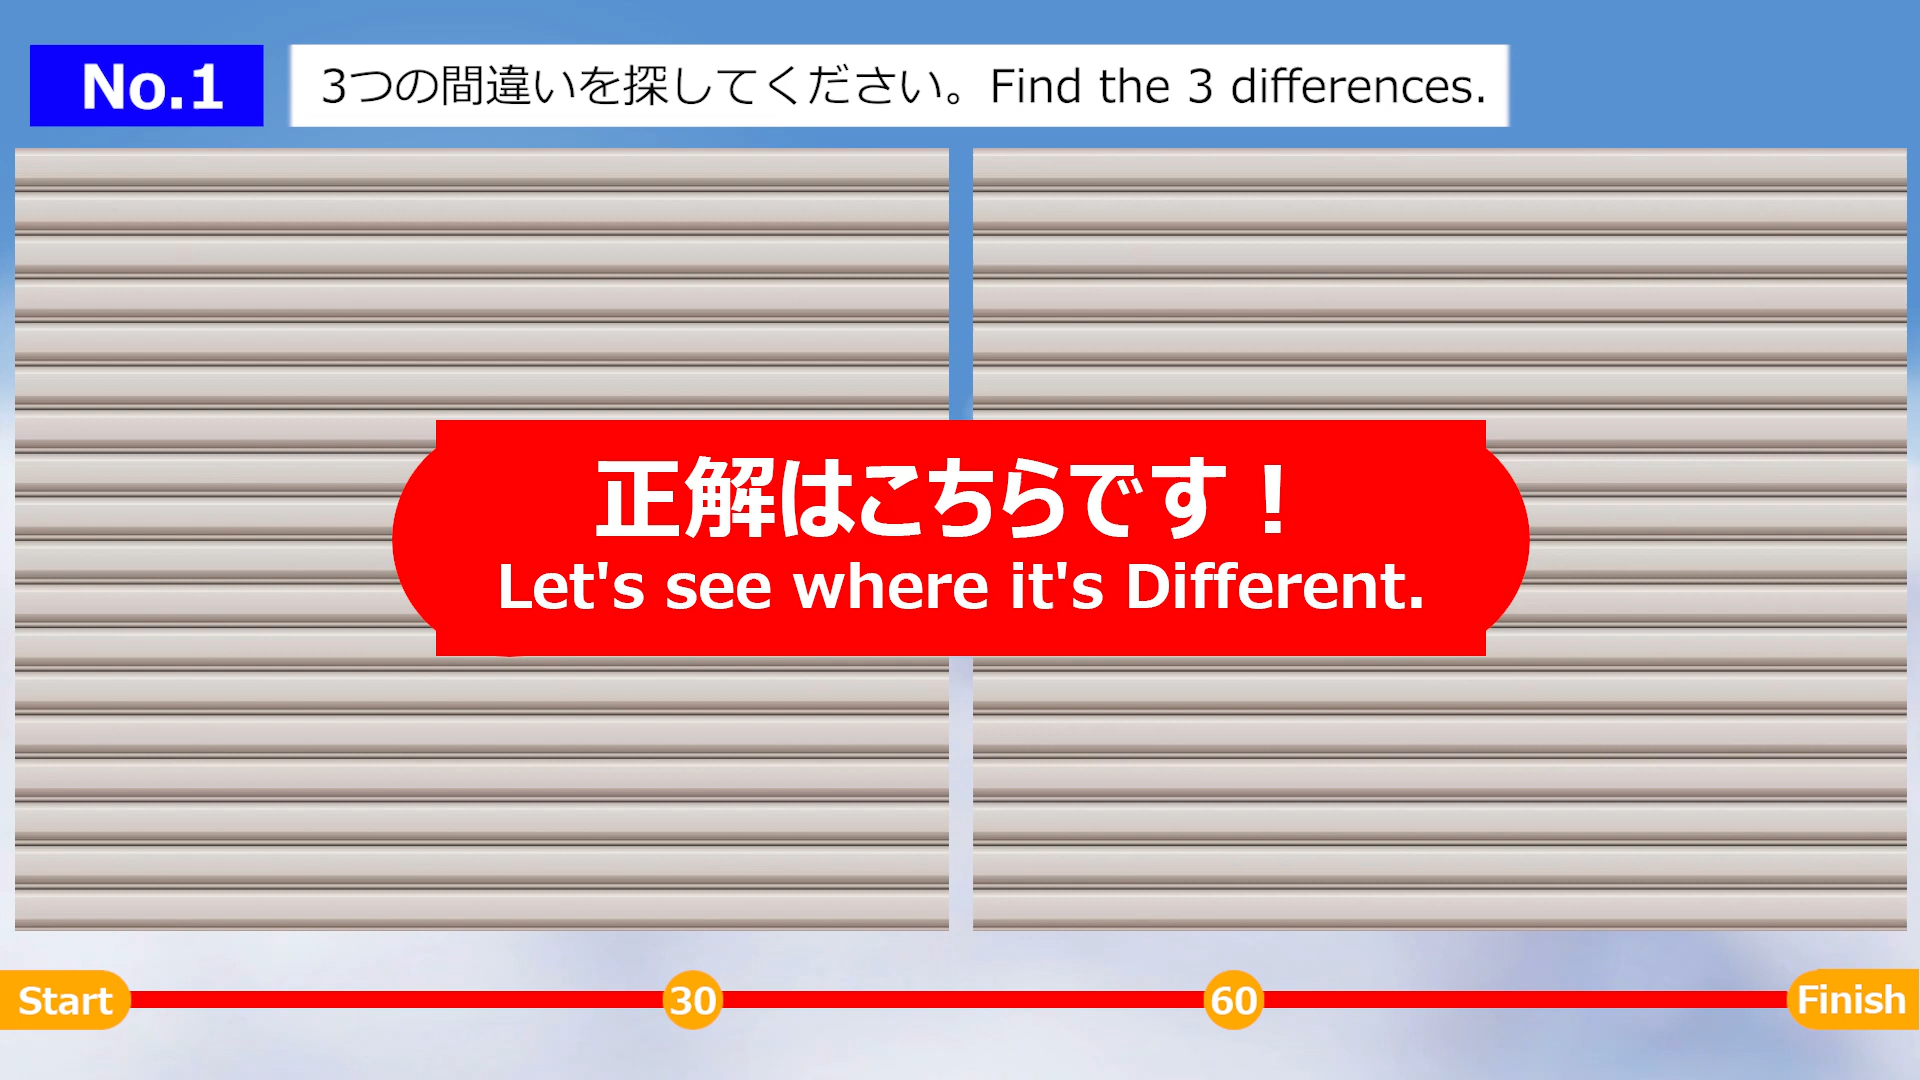 No.1
3つの間違いを探してください。Find the 3 differences.
正解はこちらです！
Let's see where it's Different.
Start 30 60 Finish